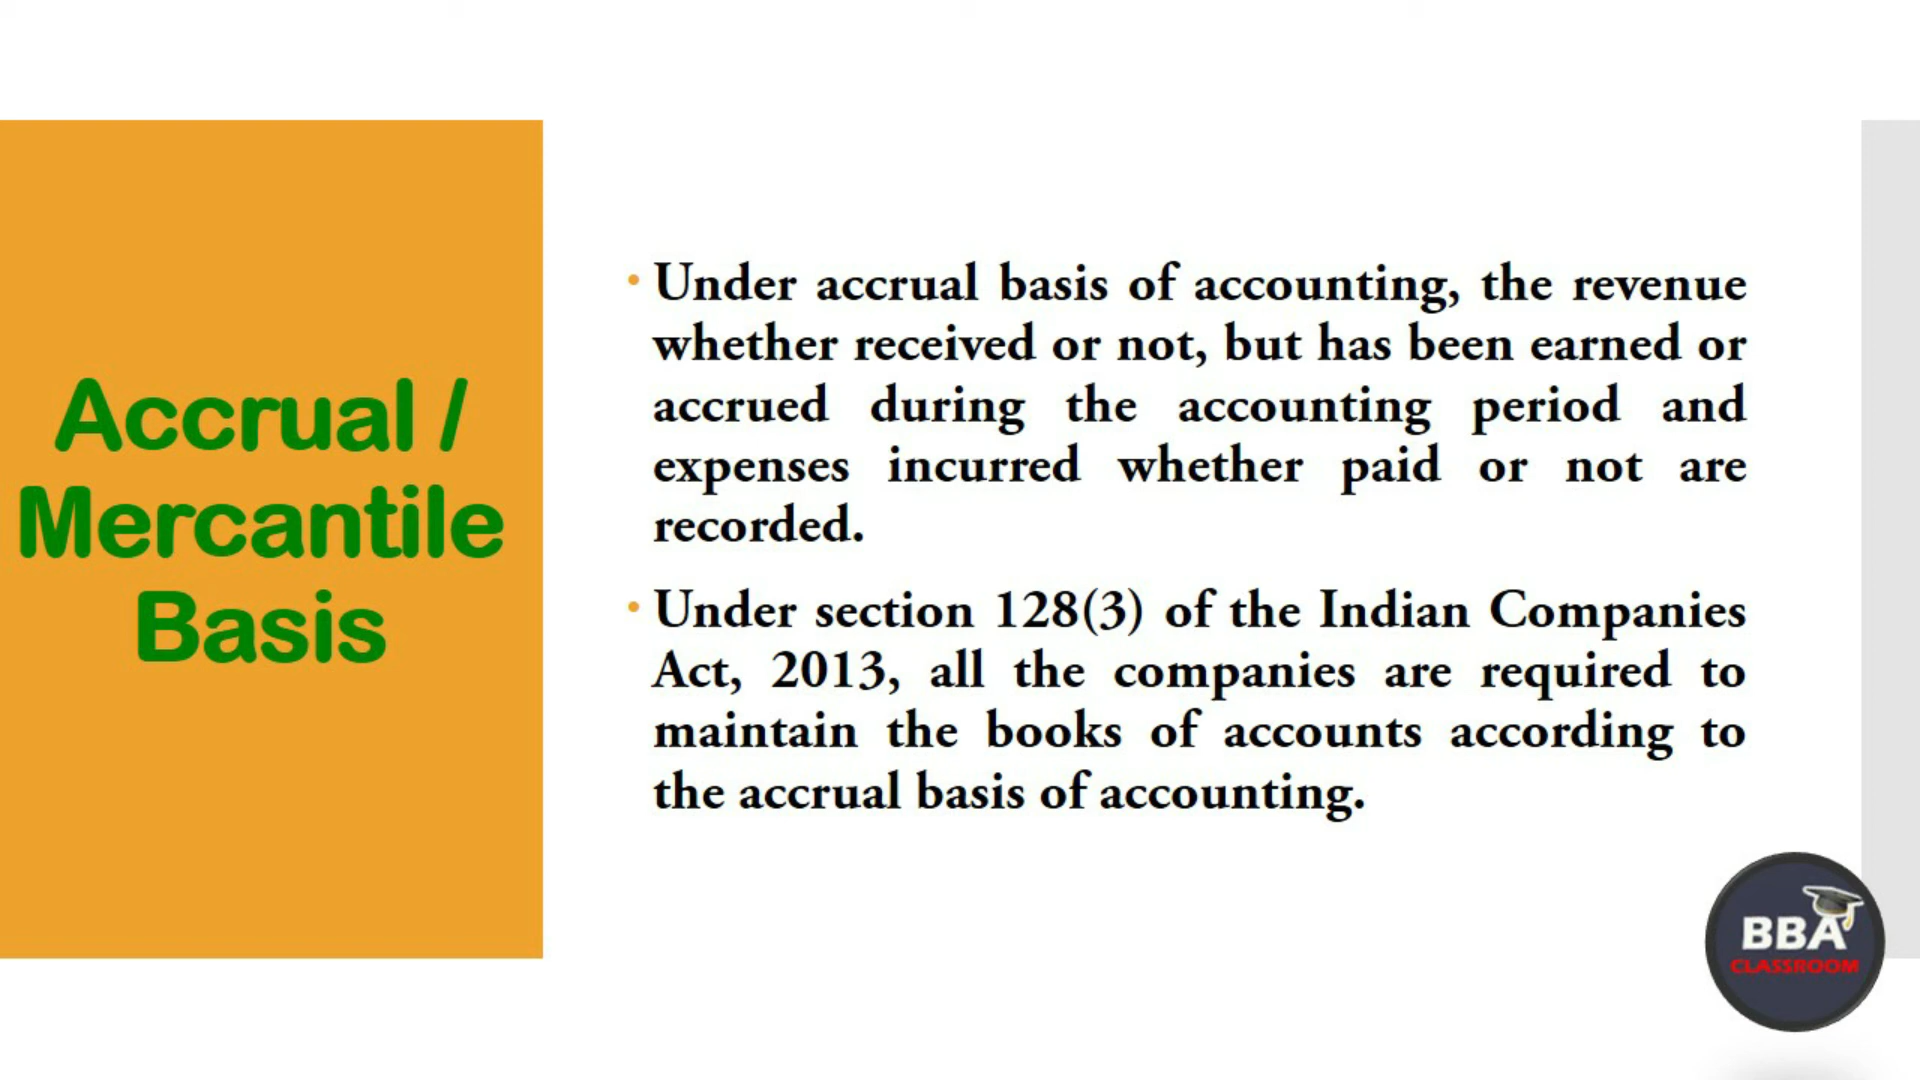 Accrual /
Mercantile
Basis
• Under accrual basis of accounting, the revenue
whether received or not, but has been earned or
accrued during the accounting period and
expenses incurred whether paid or not are
recorded.
• Under section 128(3) of the Indian Companies
Act, 2013, all the companies are required to
maintain the books of accounts according to
the accrual basis of accounting.
BBA
CLASSROOM